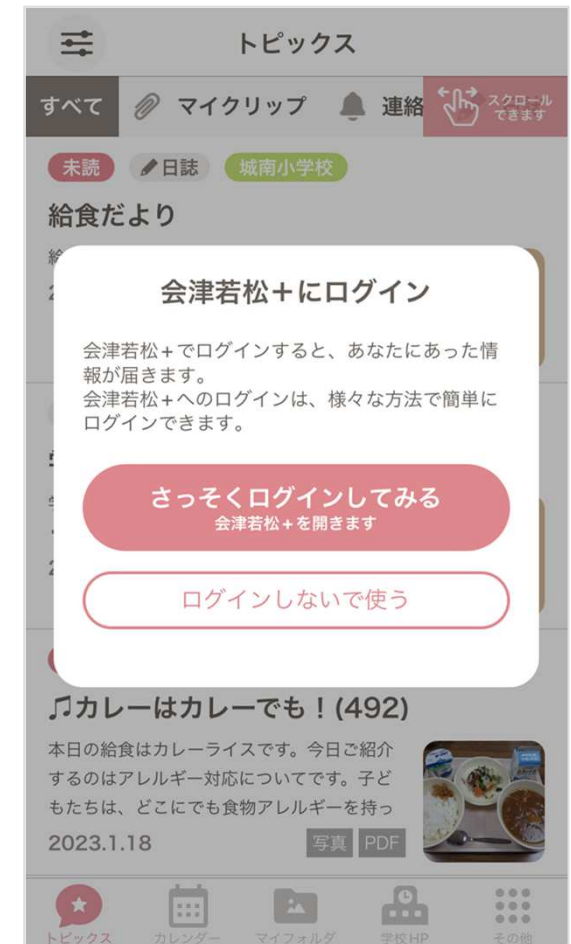 トピックス
すべて
マイクリップ
連絡
スクロール
できます
未読
日誌
城南小学校
給食だより
会津若松＋にログイン
会津若松+でログインすると、あなたにあった情
報が届きます。
会津若松+へのログインは、様々な方法で簡単に
ログインできます。
さっそくログインしてみる
会津若松+を開きます
ログインしないで使う
♫カレーはカレーでも！(492)
本日の給食はカレーライスです。今日ご紹介
するのはアレルギー対応についてです。子ど
もたちは、どこにでも食物アレルギーを持っ
2023.1.18
写真 PDF
トピックス
カレンダー
マイフォルダ
学校HP
その他